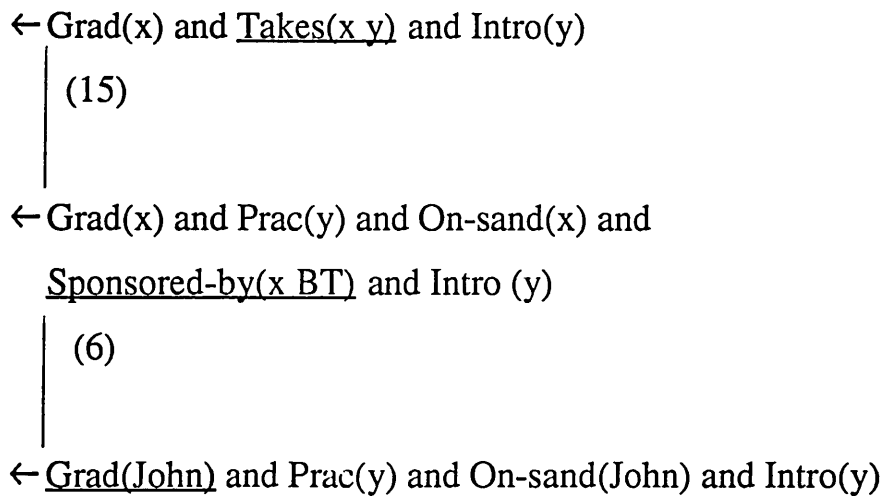 ←Grad(x) and Takes(x y) and Intro(y)
(15)
←Grad(x) and Prac(y) and On-sand(x) and
Sponsored-by(x BT) and Intro (y)
(6)
←Grad(John) and Prac(y) and On-sand(John) and Intro(y)